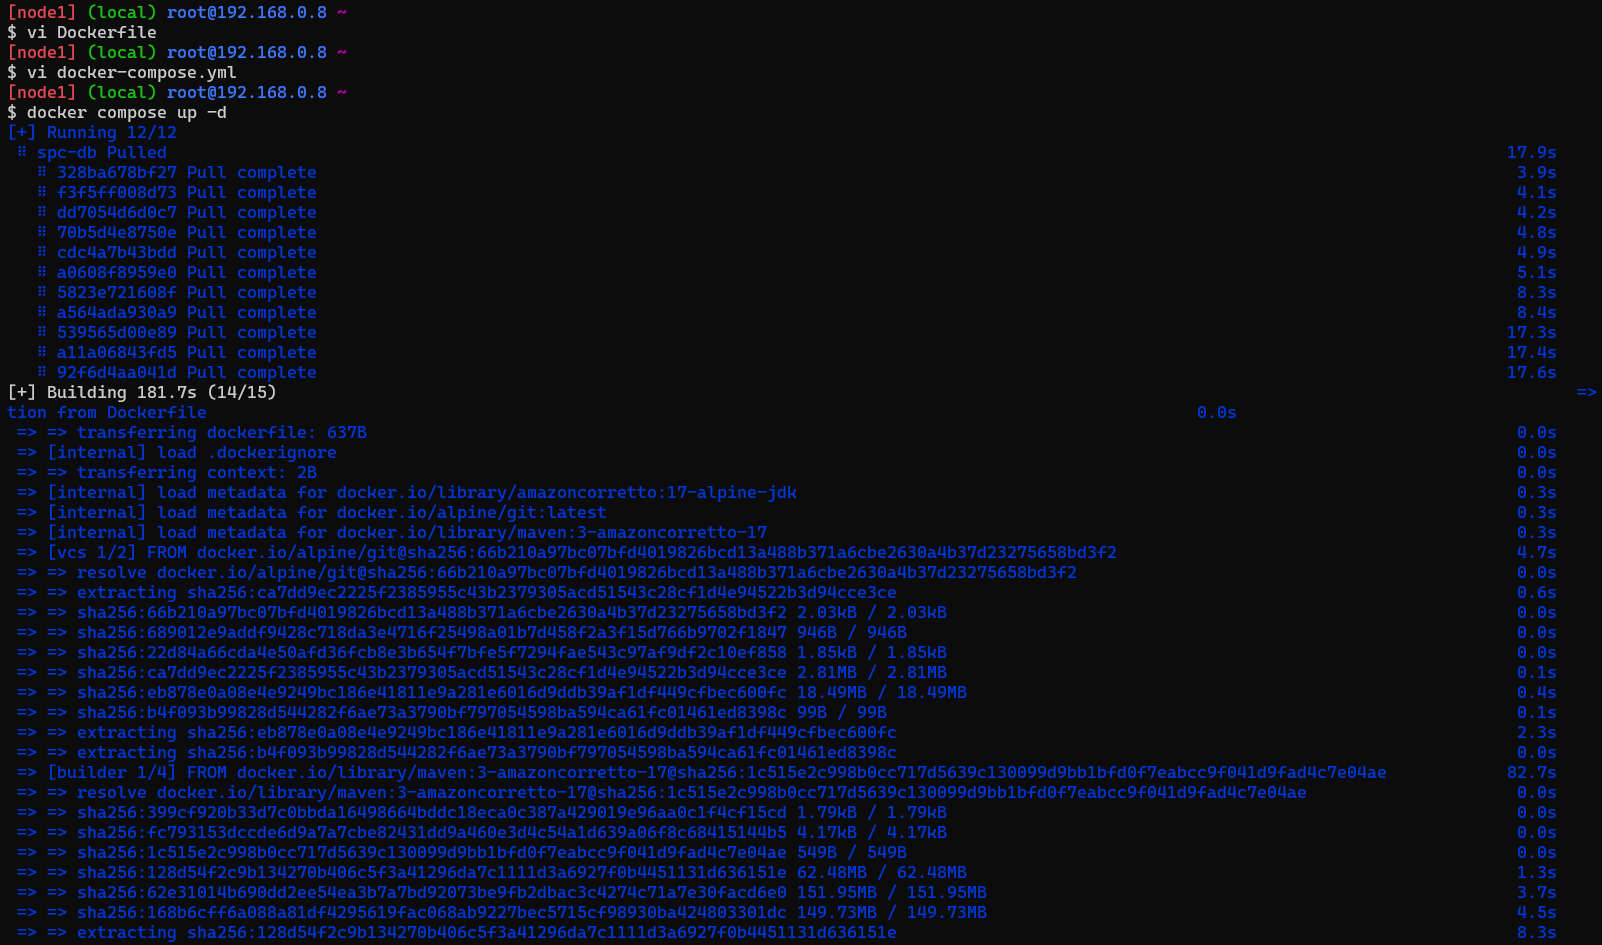 [node1] (local) root@192.168.0.8 ~
$ vi Dockerfile
[node1] (local) root@192.168.0.8 ~
$ vi docker-compose.yml
[node1] (local) root@192.168.0.8 ~
$ docker compose up -d
[+] Running 12/12
⠿ spc-db Pulled 17.9s
⠿ 328ba678bf27 Pull complete 3.9s
⠿ f3f5ff008d73 Pull complete 4.1s
⠿ dd7054d6d0c7 Pull complete 4.2s
⠿ 70b5d4e8750e Pull complete 4.8s
⠿ cdc4a7b43bdd Pull complete 4.9s
⠿ a0608f8959e0 Pull complete 5.1s
⠿ 5823e721608f Pull complete 8.3s
⠿ a564ada930a9 Pull complete 8.4s
⠿ 539565d00e89 Pull complete 17.3s
⠿ a11a06843fd5 Pull complete 17.4s
⠿ 92f6d4aa041d Pull complete 17.6s
[+] Building 181.7s (14/15) =>
tion from Dockerfile 0.0s
=> => transferring dockerfile: 637B 0.0s
=> [internal] load .dockerignore 0.0s
=> => transferring context: 2B 0.0s
=> [internal] load metadata for docker.io/library/amazoncorretto:17-alpine-jdk 0.3s
=> [internal] load metadata for docker.io/alpine/git:latest 0.3s
=> [internal] load metadata for docker.io/library/maven:3-amazoncorretto-17 0.3s
=> [vcs 1/2] FROM docker.io/alpine/git@sha256:66b210a97bc07bfd4019826bcd13a488b371a6cbe2630a4b37d23275658bd3f2 4.7s
=> => resolve docker.io/alpine/git@sha256:66b210a97bc07bfd4019826bcd13a488b371a6cbe2630a4b37d23275658bd3f2 0.0s
=> => extracting sha256:ca7dd9ec2225f2385955c43b2379305acd51543c28cf1d4e94522b3d94cce3ce 0.6s
=> => sha256:66b210a97bc07bfd4019826bcd13a488b371a6cbe2630a4b37d23275658bd3f2 2.03kB / 2.03kB 0.0s
=> => sha256:689012e9addf9428c718da3e4716f25498a01b7d458f2a3f15d766b9702f1847 946B / 946B 0.0s
=> => sha256:22d84a66cda4e50afd36fcb8e3b654f7bfe5f7294fae543c97af9df2c10ef858 1.85kB / 1.85kB 0.0s
=> => sha256:ca7dd9ec2225f2385955c43b2379305acd51543c28cf1d4e94522b3d94cce3ce 2.81MB / 2.81MB 0.1s
=> => sha256:eb878e0a08e4e9249bc186e41811e9a281e6016d9ddb39af1df449cfbec600fc 18.49MB / 18.49MB 0.4s
=> => sha256:b4f093b99828d544282f6ae73a3790bf797054598ba594ca61fc01461ed8398c 99B / 99B 0.1s
=> => extracting sha256:eb878e0a08e4e9249bc186e41811e9a281e6016d9ddb39af1df449cfbec600fc 2.3s
=> => extracting sha256:b4f093b99828d544282f6ae73a3790bf797054598ba594ca61fc01461ed8398c 0.0s
=> [builder 1/4] FROM docker.io/library/maven:3-amazoncorretto-17@sha256:1c515e2c998b0cc717d5639c130099d9bb1bfd0f7eabcc9f041d9fad4c7e04ae 82.7s
=> => resolve docker.io/library/maven:3-amazoncorretto-17@sha256:1c515e2c998b0cc717d5639c130099d9bb1bfd0f7eabcc9f041d9fad4c7e04ae 0.0s
=> => sha256:399cf920b33d7c0bbda16498664bddc18eca0c387a429019e96aa0c1f4cf15cd 1.79kB / 1.79kB 0.0s
=> => sha256:fc793153dccde6d9a7a7cbe82431dd9a460e3d4c54a1d639a06f8c68415144b5 4.17kB / 4.17kB 0.0s
=> => sha256:1c515e2c998b0cc717d5639c130099d9bb1bfd0f7eabcc9f041d9fad4c7e04ae 549B / 549B 0.0s
=> => sha256:128d54f2c9b134270b406c5f3a41296da7c1111d3a6927f0b4451131d636151e 62.48MB / 62.48MB 1.3s
=> => sha256:62e31014b690dd2ee54ea3b7a7bd92073be9fb2dbac3c4274c71a7e30facd6e0 151.95MB / 151.95MB 3.7s
=> => sha256:168b6cff6a088a81df4295619fac068ab9227bec5715cf98930ba424803301dc 149.73MB / 149.73MB 4.5s
=> => extracting sha256:128d54f2c9b134270b406c5f3a41296da7c1111d3a6927f0b4451131d636151e 8.3s